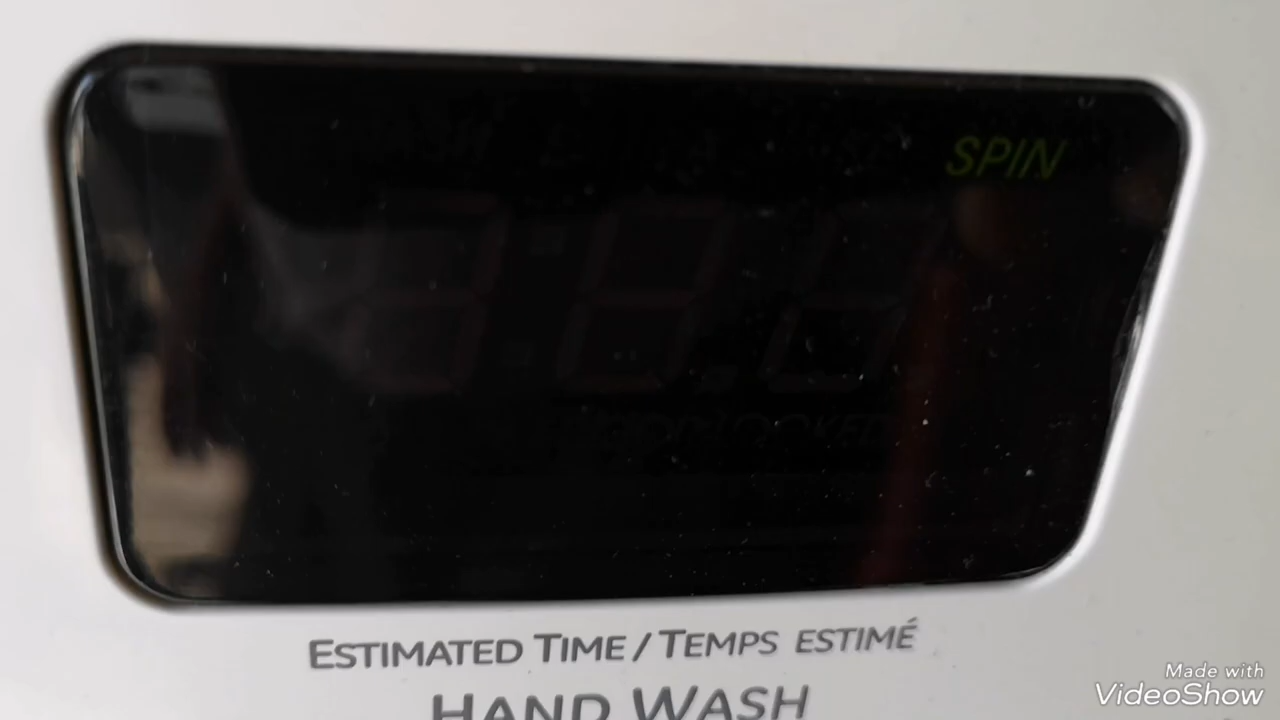 SPIN
ESTIMATED TIME / TEMPS ESTIMÉ
HAND WASH
Made with
VideoShow